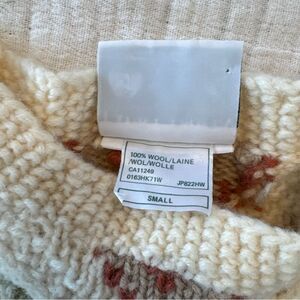 100% WOOL/LAINE
/WOL/WOLLE
CA11249
0163HK71W JP822HW
SMALL